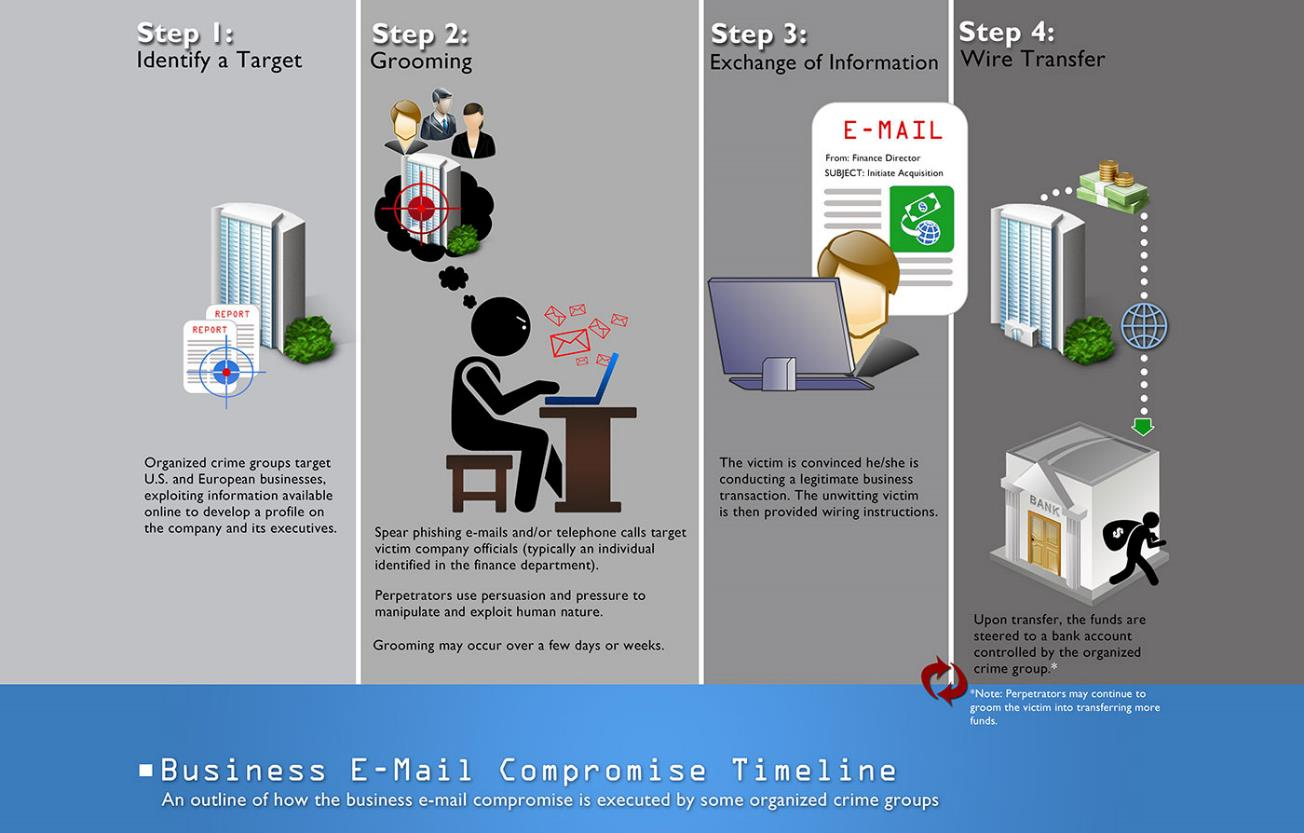 Step 1:
Identify a Target
REPORT
REPORT
Organized crime groups target
U.S. and European businesses,
exploiting information available
online to develop a profile on
the company and its executives.
Step 2:
Grooming
Spear phishing e-mails and/or telephone calls target
victim company officials (typically an individual
identified in the finance department).
Perpetrators use persuasion and pressure to
manipulate and exploit human nature.
Grooming may occur over a few days or weeks.
Step 3:
Exchange of Information
E-MAIL
From: Finance Director
SUBJECT: Initiate Acquisition
$
The victim is convinced he/she is
conducting a legitimate business
transaction. The unwitting victim
is then provided wiring instructions.
Step 4:
Wire Transfer
BANK
$
Upon transfer, the funds are
steered to a bank account
controlled by the organized
crime group.*
*Note: Perpetrators may continue to
groom the victim into transferring more
funds.
Business E-Mail Compromise Timeline
An outline of how the business e-mail compromise is executed by some organized crime groups